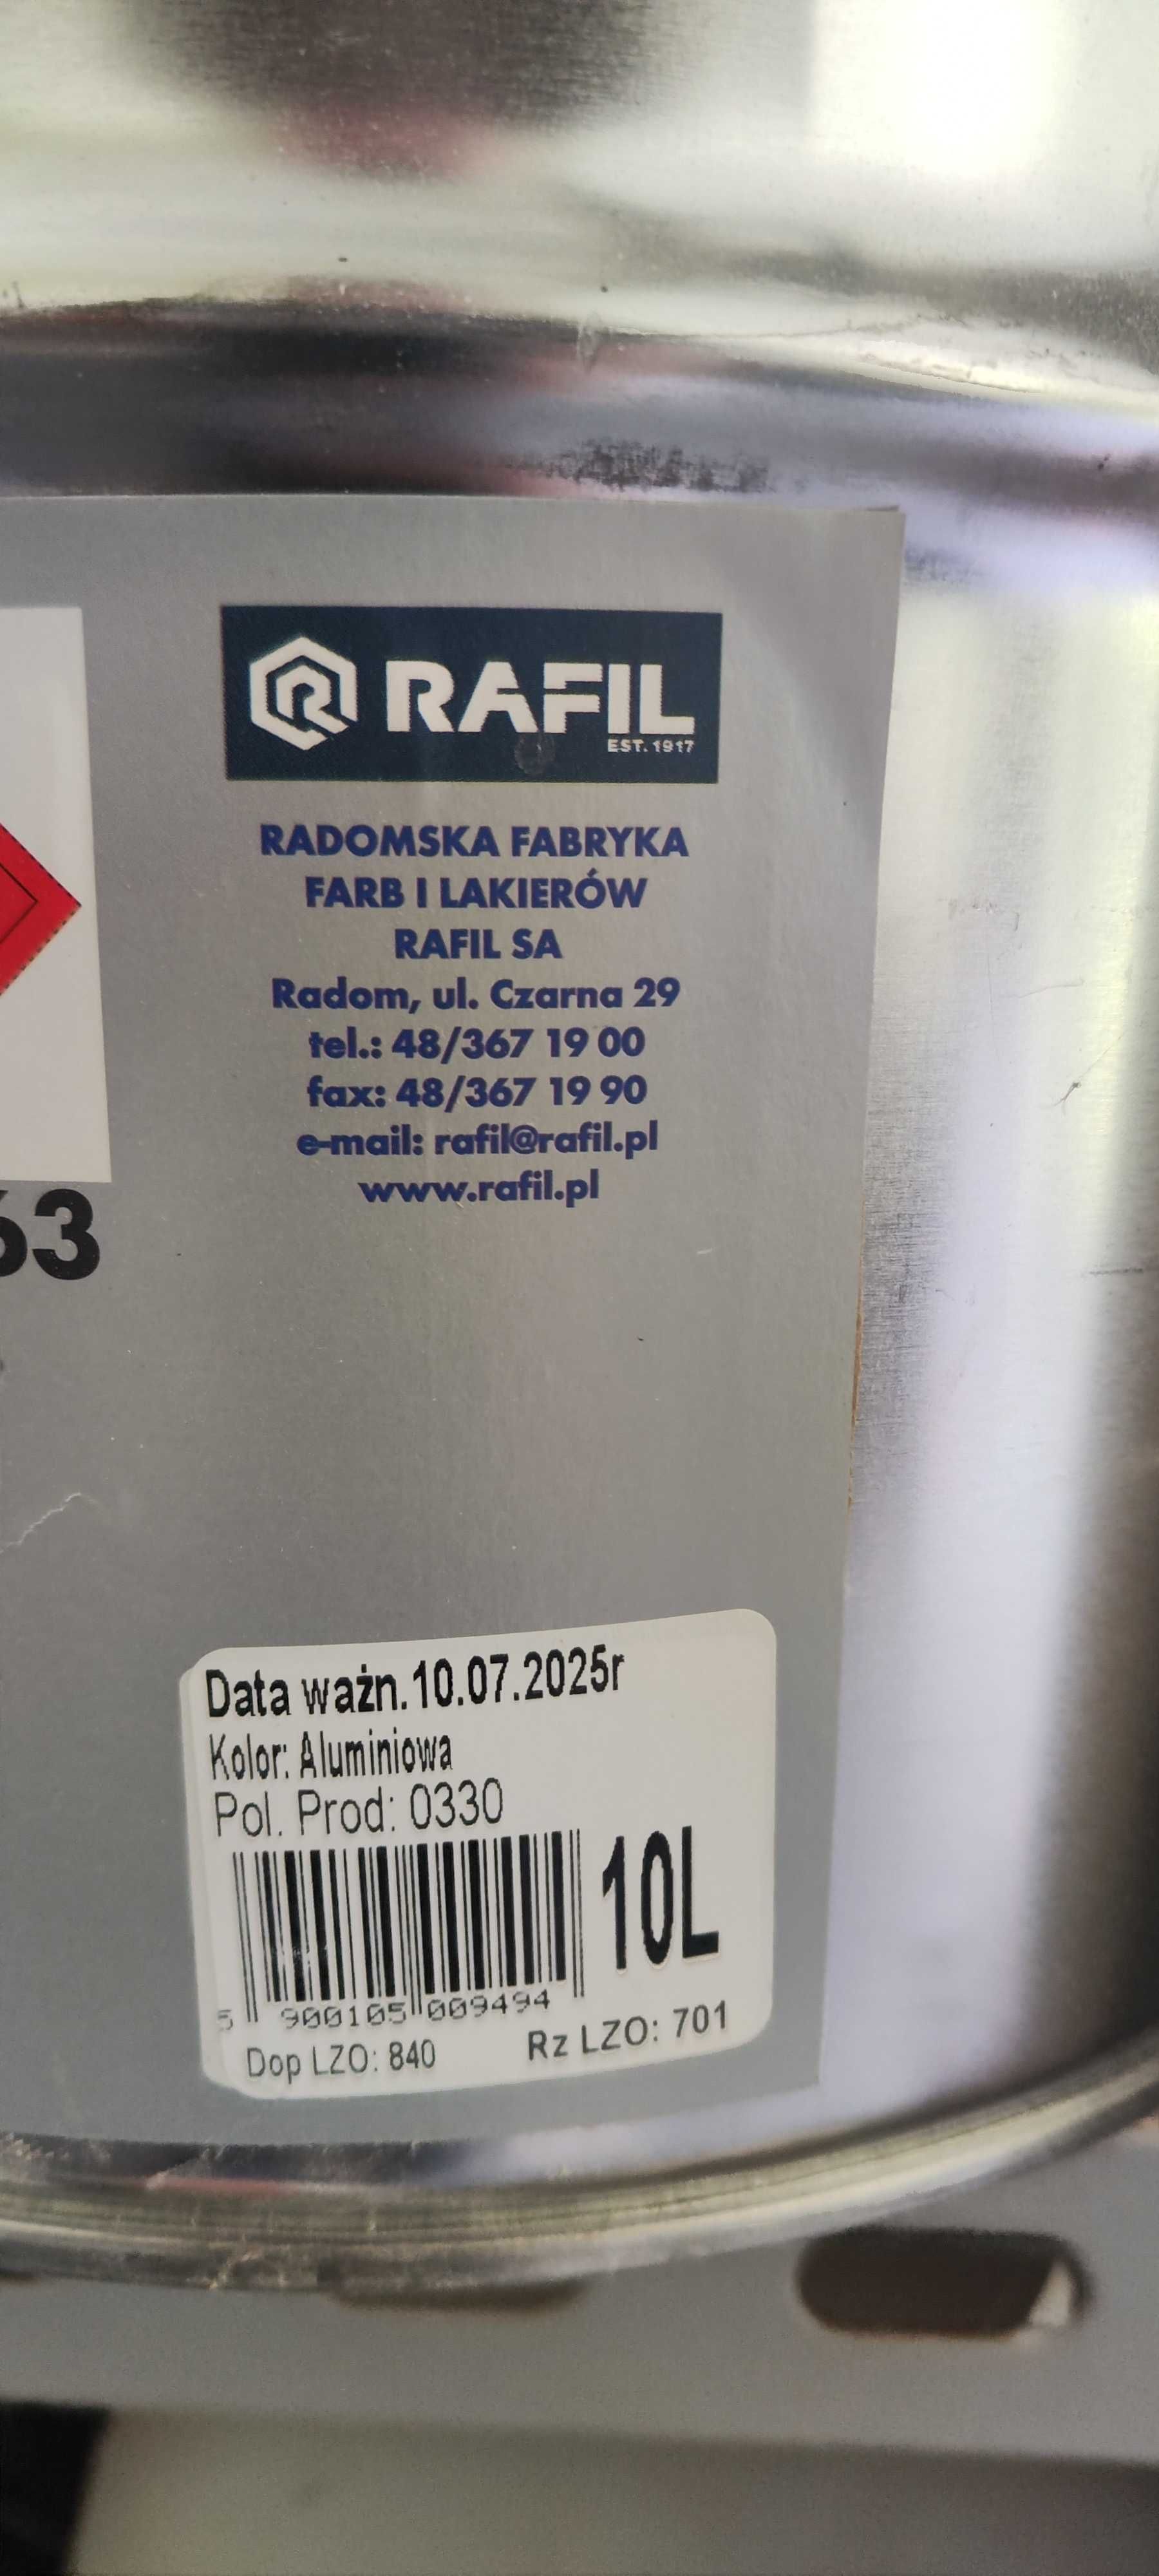 RAFIL
EST. 1917
RADOMSKA FABRYKA
FARB I LAKIERÓW
RAFIL SA
Radom, ul. Czarna 29
tel.: 48/367 19 00
fax: 48/367 19 90
e-mail: rafil@rafil.pl
www.rafil.pl
63
Data ważn.10.07.2025r
Kolor: Aluminiowa
Pol. Prod: 0330
10L
5 900105 009494
Dop LZO: 840 Rz LZO: 701